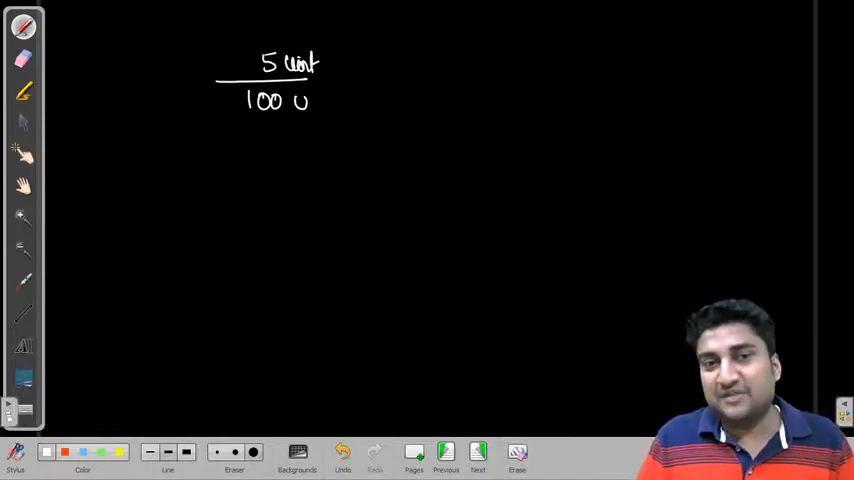 5 unit
100 U
Stylus
Color
Line
Eraser
Backgrounds
Undo
Redo
Pages
Previous
Next
Erase